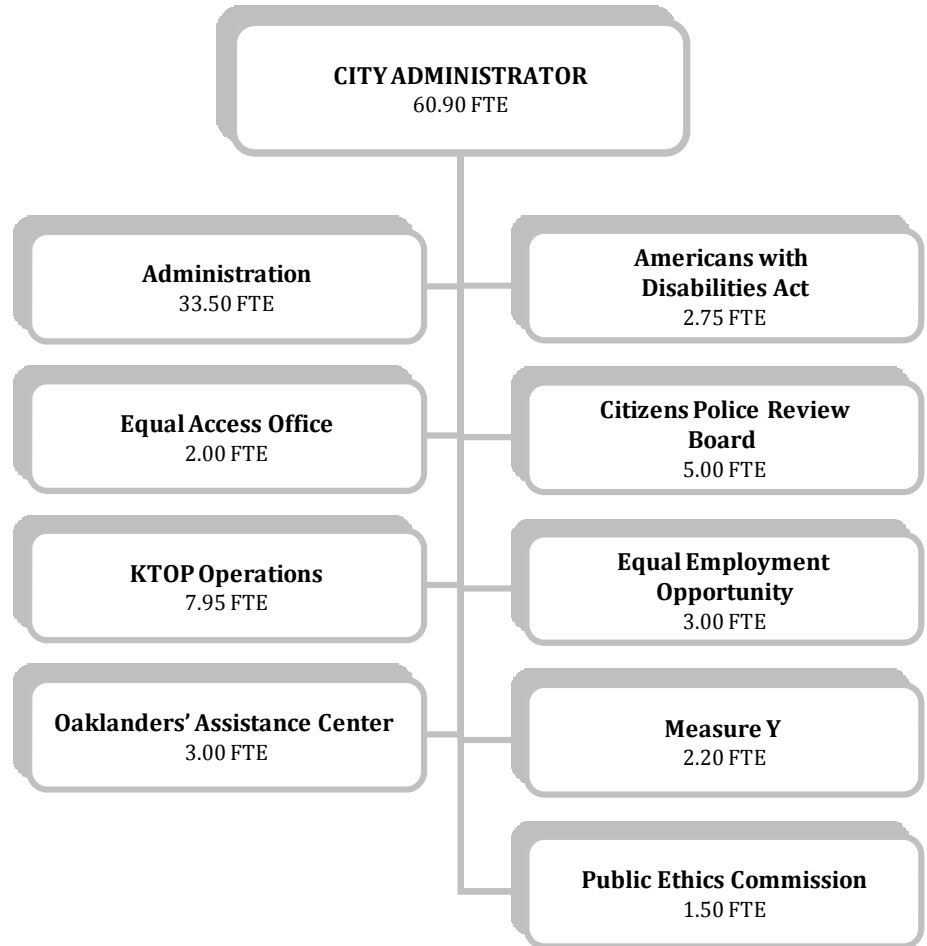 CITY ADMINISTRATOR
60.90 FTE
Administration
33.50 FTE
Americans with
Disabilities Act
2.75 FTE
Equal Access Office
2.00 FTE
Citizens Police Review
Board
5.00 FTE
KTOP Operations
7.95 FTE
Equal Employment
Opportunity
3.00 FTE
Oaklanders’ Assistance Center
3.00 FTE
Measure Y
2.20 FTE
Public Ethics Commission
1.50 FTE